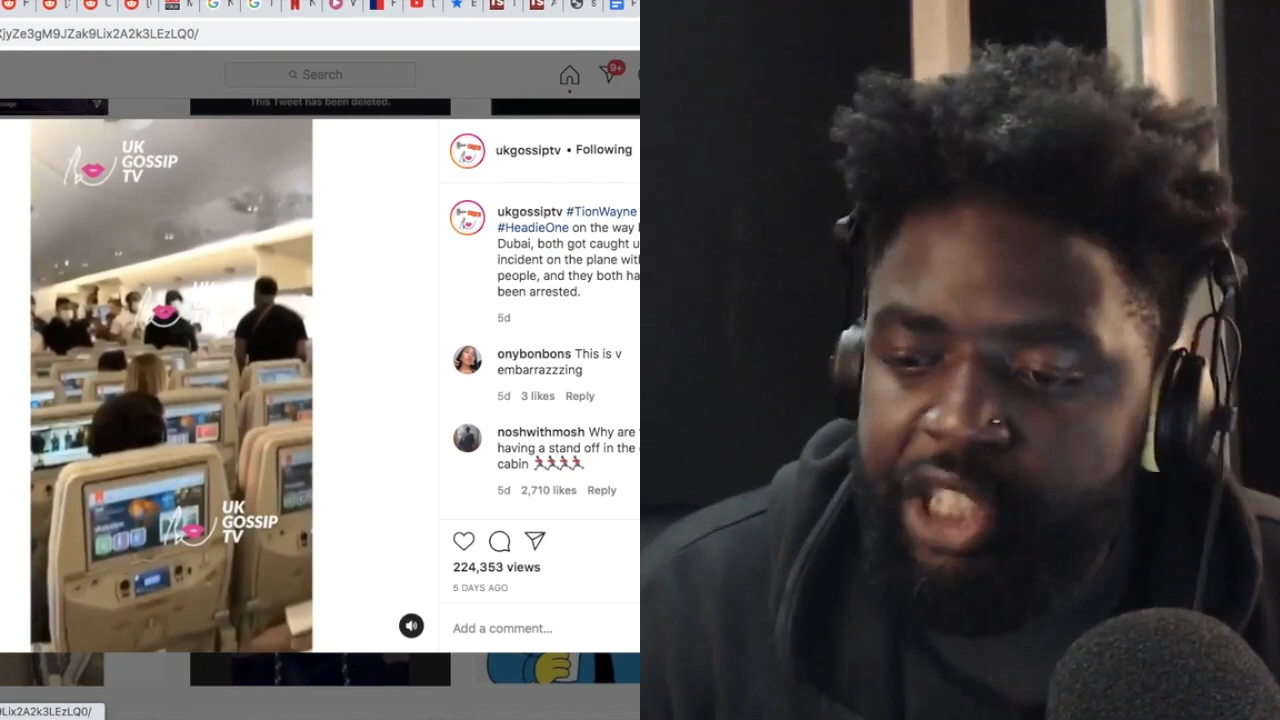 jyZe3gM9JZak9Lix2A2k3LEzLQ0/
Search
9+
This Tweet has been deleted.
UK
GOSSIP
TV
UK
GOSSIP
TV
ukgossiptv • Following
ukgossiptv #TionWayne
#HeadieOne on the way
Dubai, both got caught u
incident on the plane wit
people, and they both ha
been arrested.
5d
onybonbons This is v
embarrazzzing
5d 3 likes Reply
noshwithmosh Why are
having a stand off in the
cabin 🏃🏃🏃🏃
5d 2,710 likes Reply
224,353 views
5 DAYS AGO
Add a comment...
Lix2A2k3LEzLQ0/